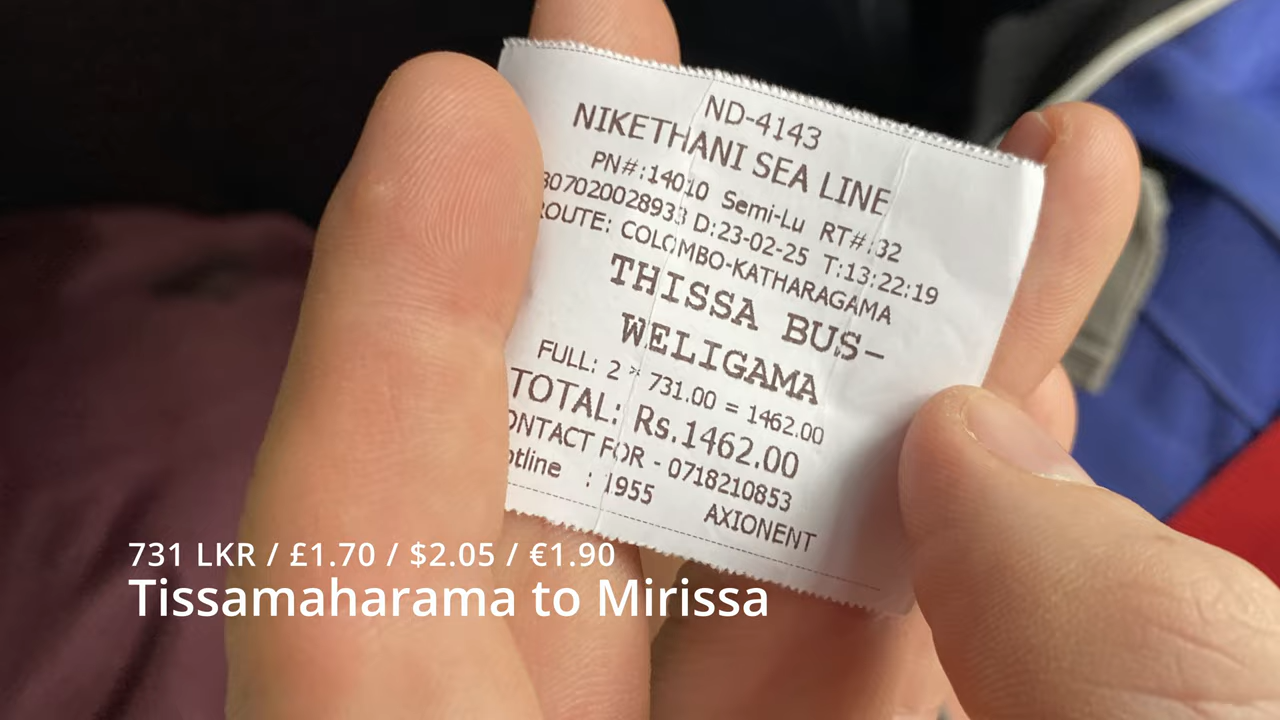 ND-4143
NIKETHANI SEA LINE
PN#:14010 Semi-Lu RT#:32
307020028933 D:23-02-25 T:13:22:19
ROUTE: COLOMBO-KATHARAGAMA
THISSA BUS-
WELIGAMA
FULL: 2 * 731.00 = 1462.00
TOTAL: Rs.1462.00
ONTACT FOR - 0718210853
otline : 1955
AXIONENT
731 LKR / £1.70 / $2.05 / €1.90
Tissamaharama to Mirissa